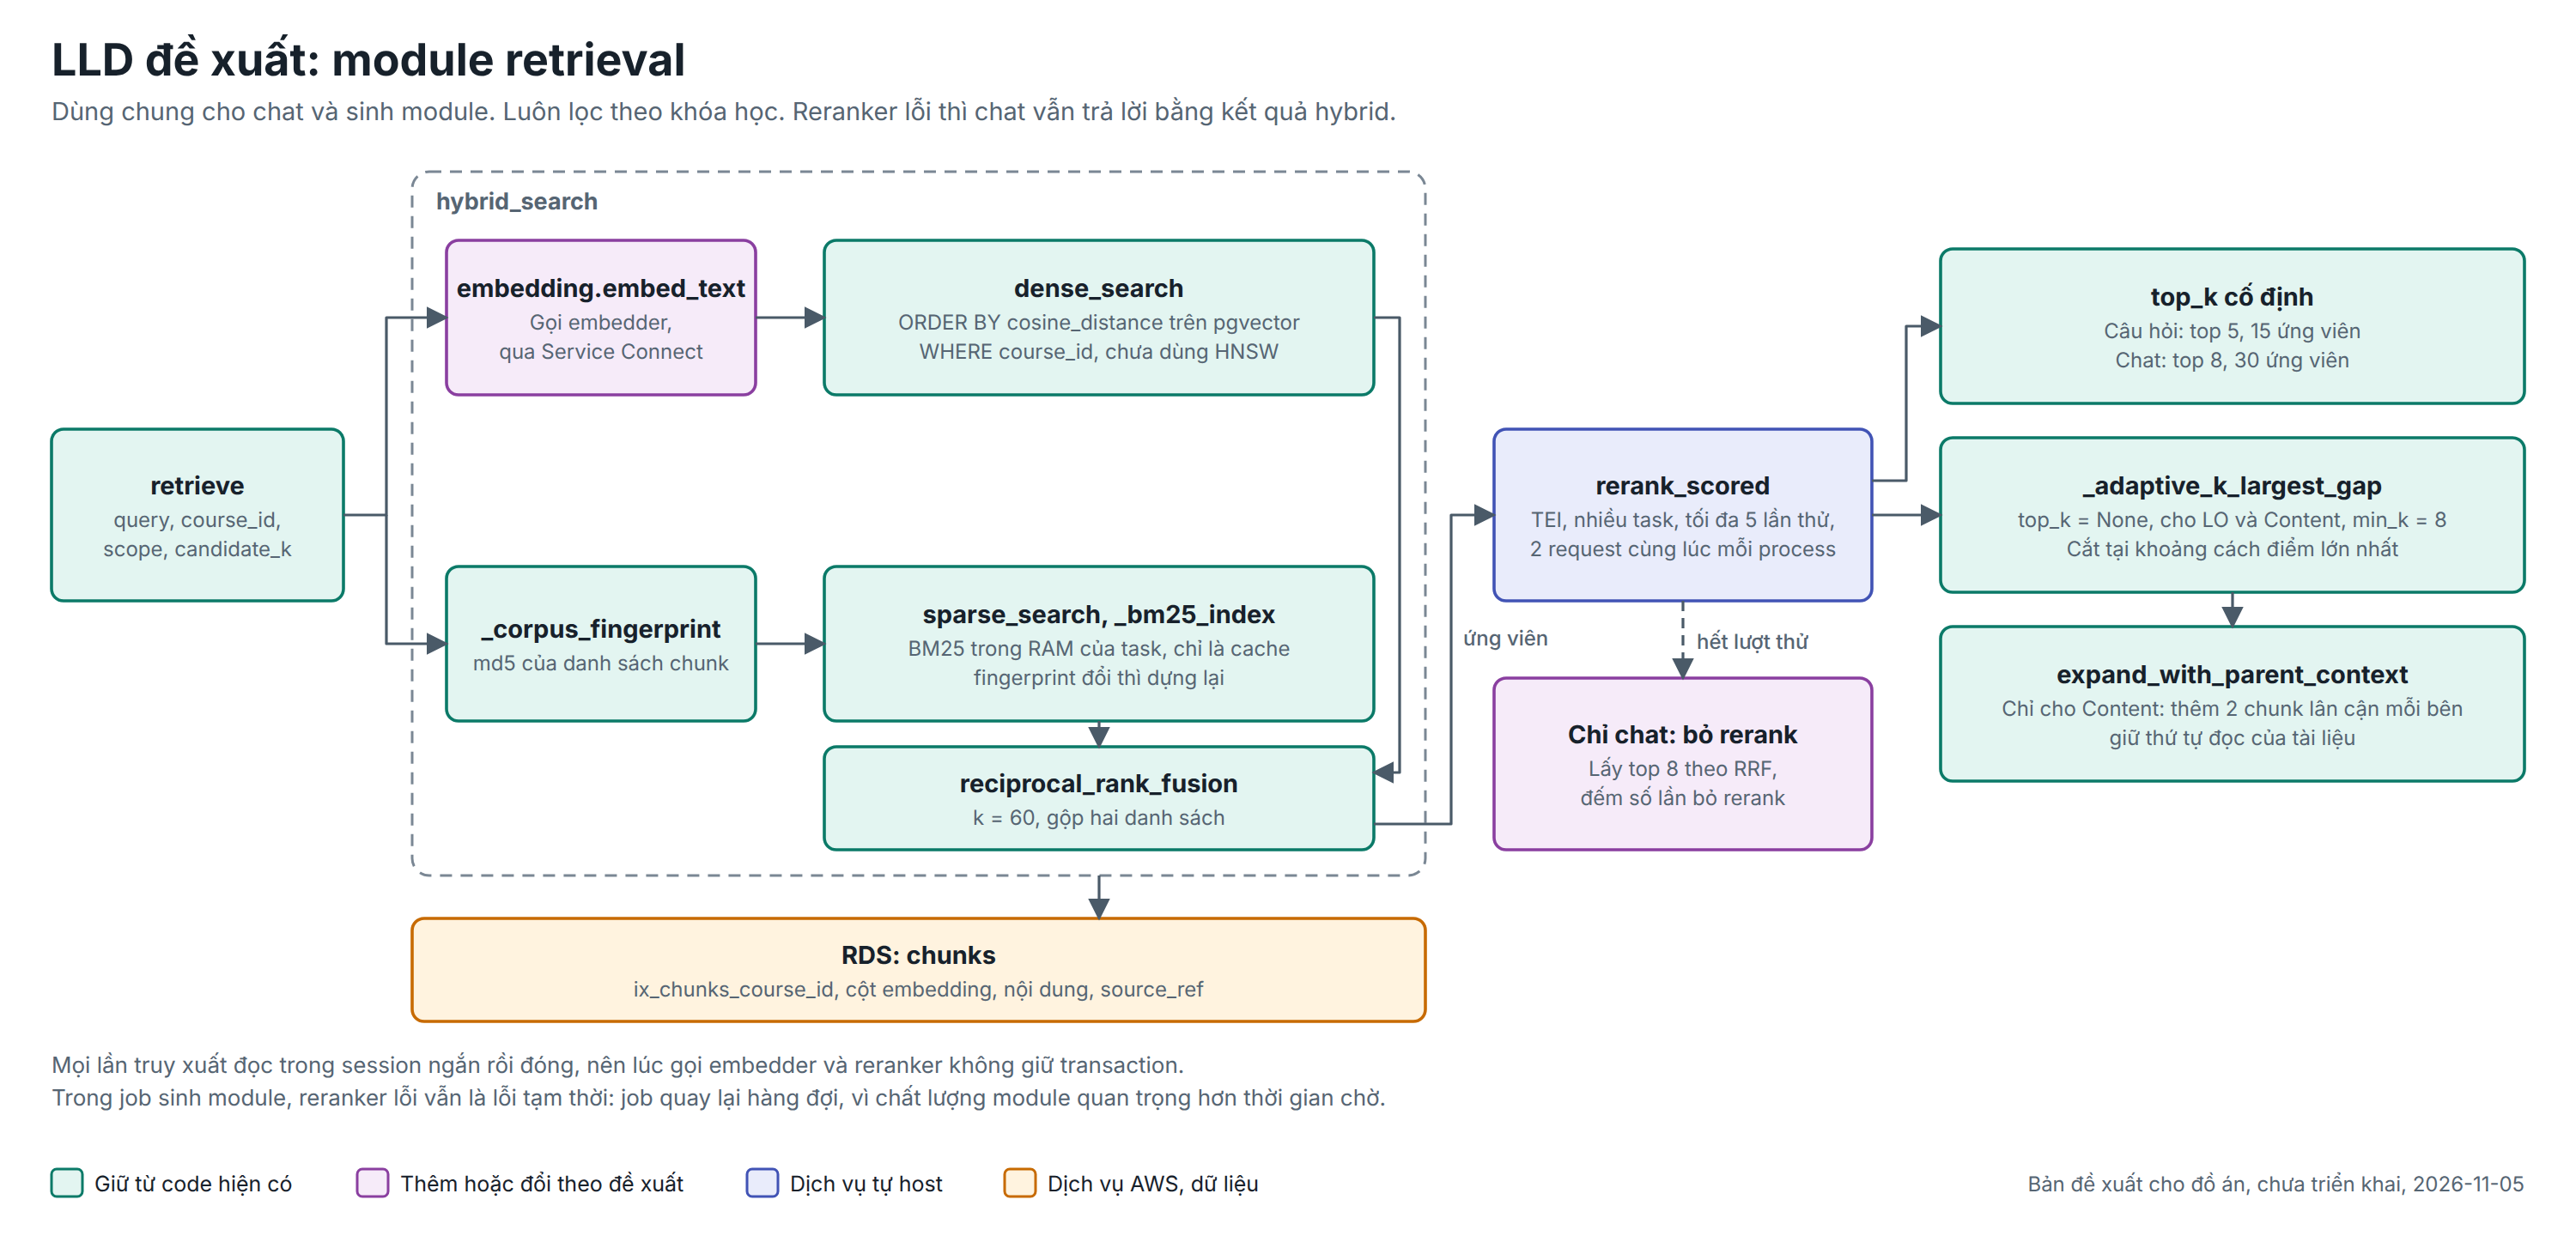 LLD đề xuất: module retrieval
Dùng chung cho chat và sinh module. Luôn lọc theo khóa học. Reranker lỗi thì chat vẫn trả lời bằng kết quả hybrid.
hybrid_search
embedding.embed_text
Gọi embedder,
qua Service Connect
dense_search
ORDER BY cosine_distance trên pgvector
WHERE course_id, chưa dùng HNSW
top_k cố định
Câu hỏi: top 5, 15 ứng viên
Chat: top 8, 30 ứng viên
retrieve
query, course_id,
scope, candidate_k
rerank_scored
TEI, nhiều task, tối đa 5 lần thử,
2 request cùng lúc mỗi process
_adaptive_k_largest_gap
top_k = None, cho LO và Content, min_k = 8
Cắt tại khoảng cách điểm lớn nhất
_corpus_fingerprint
md5 của danh sách chunk
sparse_search, _bm25_index
BM25 trong RAM của task, chỉ là cache
fingerprint đổi thì dựng lại
ứng viên
hết lượt thử
expand_with_parent_context
Chỉ cho Content: thêm 2 chunk lân cận mỗi bên
giữ thứ tự đọc của tài liệu
Chỉ chat: bỏ rerank
Lấy top 8 theo RRF,
đếm số lần bỏ rerank
reciprocal_rank_fusion
k = 60, gộp hai danh sách
RDS: chunks
ix_chunks_course_id, cột embedding, nội dung, source_ref
Mọi lần truy xuất đọc trong session ngắn rồi đóng, nên lúc gọi embedder và reranker không giữ transaction.
Trong job sinh module, reranker lỗi vẫn là lỗi tạm thời: job quay lại hàng đợi, vì chất lượng module quan trọng hơn thời gian chờ.
Giữ từ code hiện có
Thêm hoặc đổi theo đề xuất
Dịch vụ tự host
Dịch vụ AWS, dữ liệu
Bản đề xuất cho đồ án, chưa triển khai, 2026-11-05